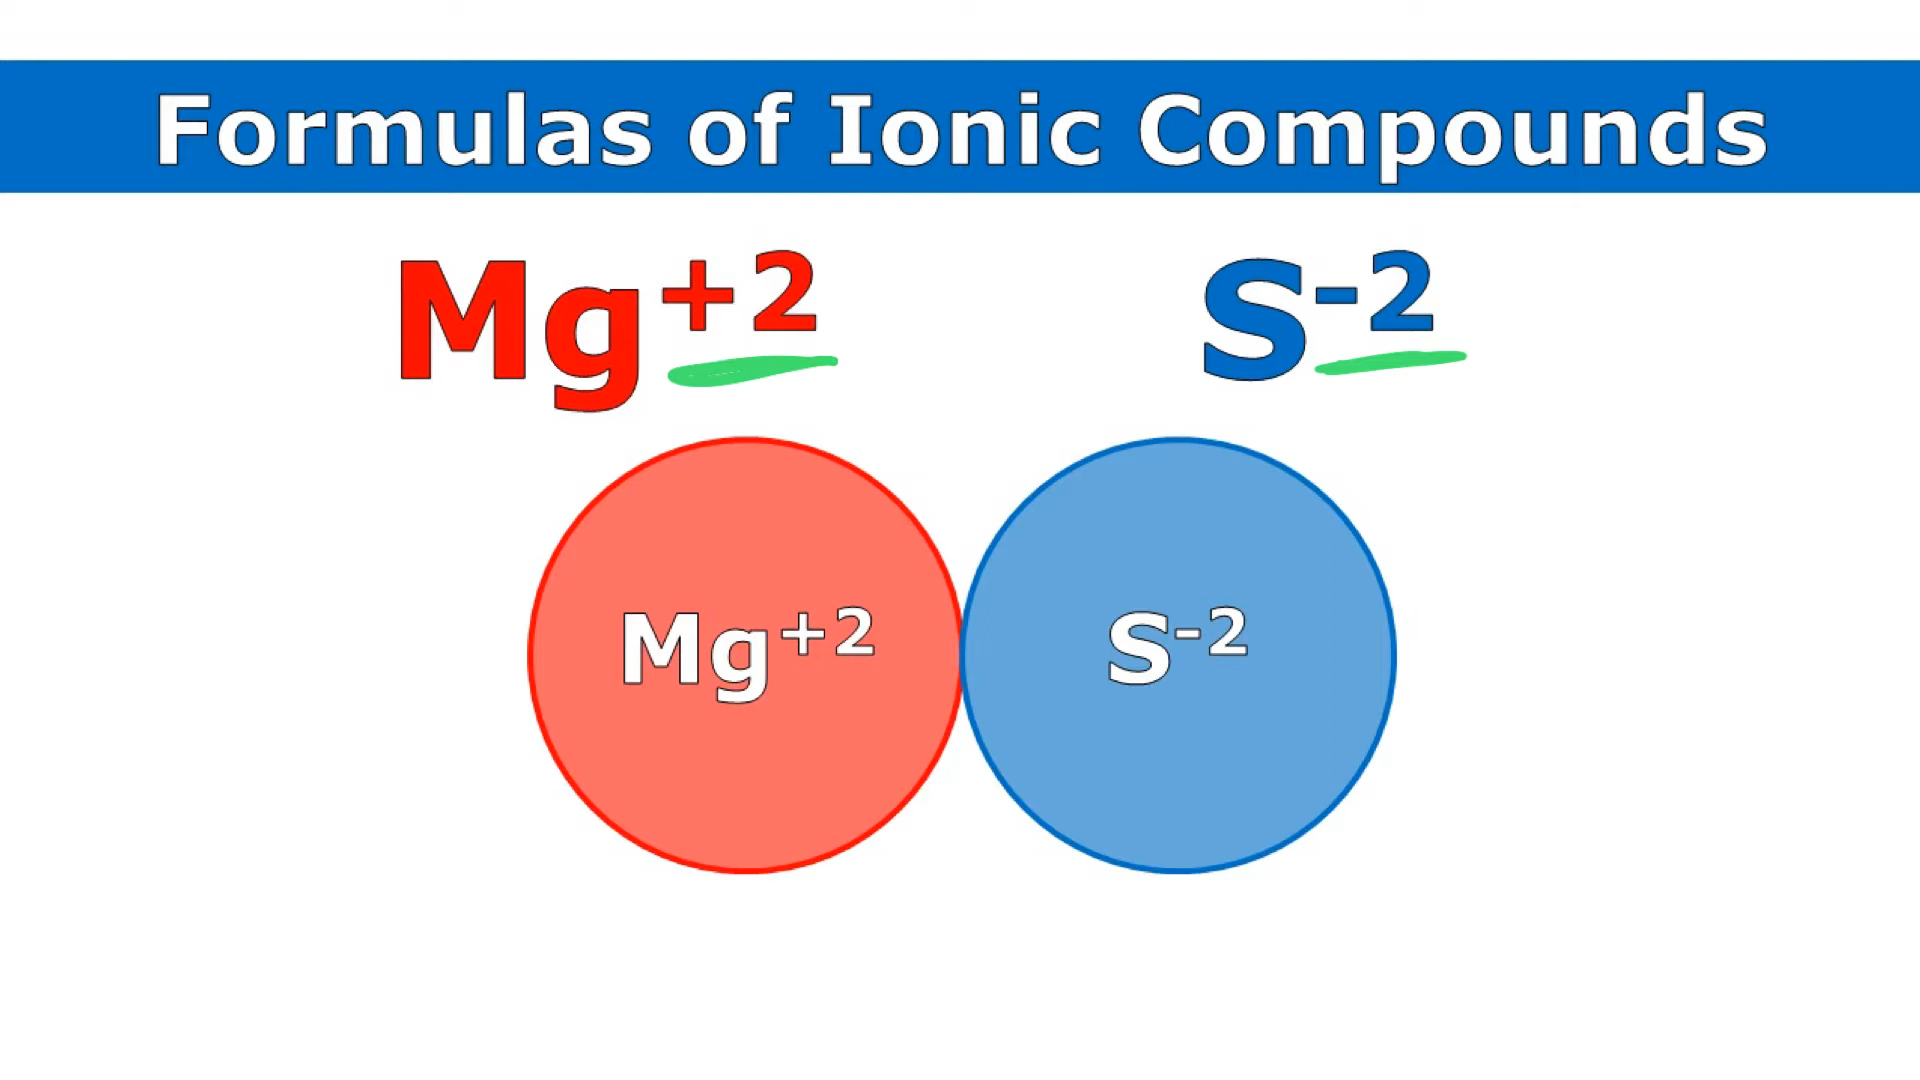 Formulas of Ionic Compounds
Mg⁺² S⁻²
Mg⁺² S⁻²